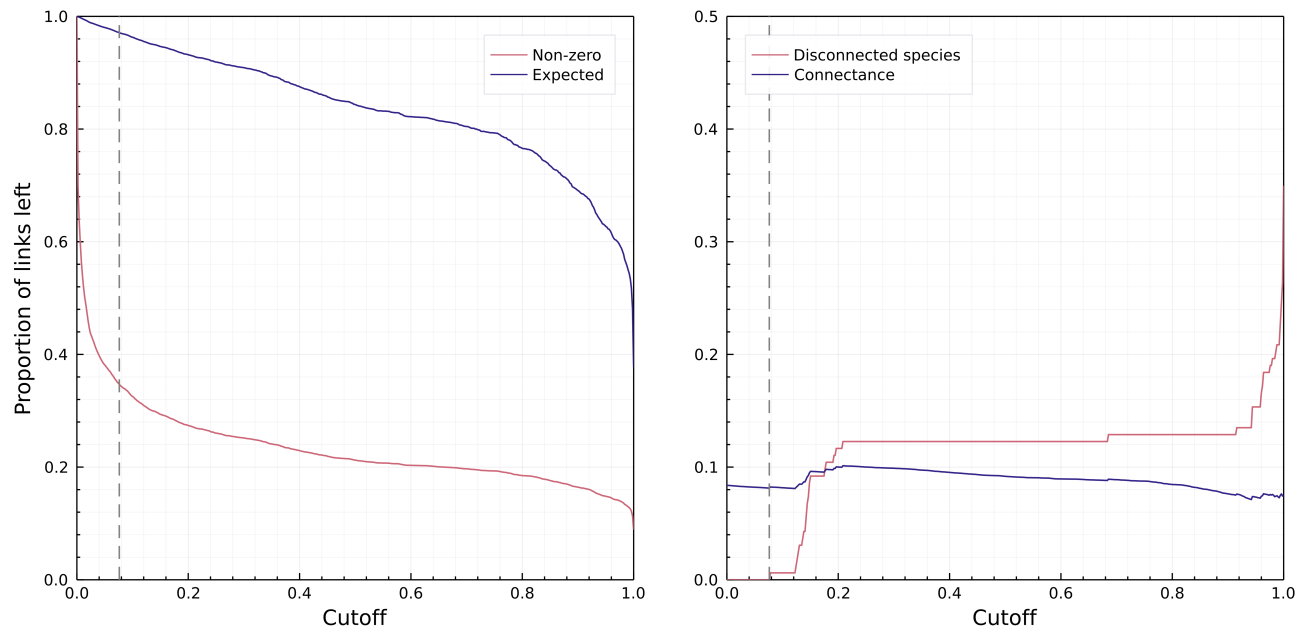 Proportion of links left
1.0
0.8
0.6
0.4
0.2
0.0
Non-zero
Expected
0.0 0.2 0.4 0.6 0.8 1.0
Cutoff
0.5
0.4
0.3
0.2
0.1
0.0
Disconnected species
Connectance
0.0 0.2 0.4 0.6 0.8 1.0
Cutoff